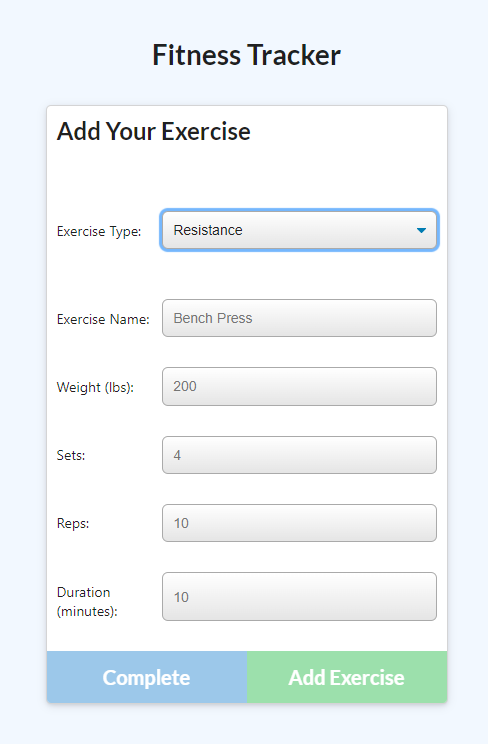 Fitness Tracker
Add Your Exercise
Exercise Type: Resistance
Exercise Name: Bench Press
Weight (lbs): 200
Sets: 4
Reps: 10
Duration
(minutes): 10
Complete Add Exercise